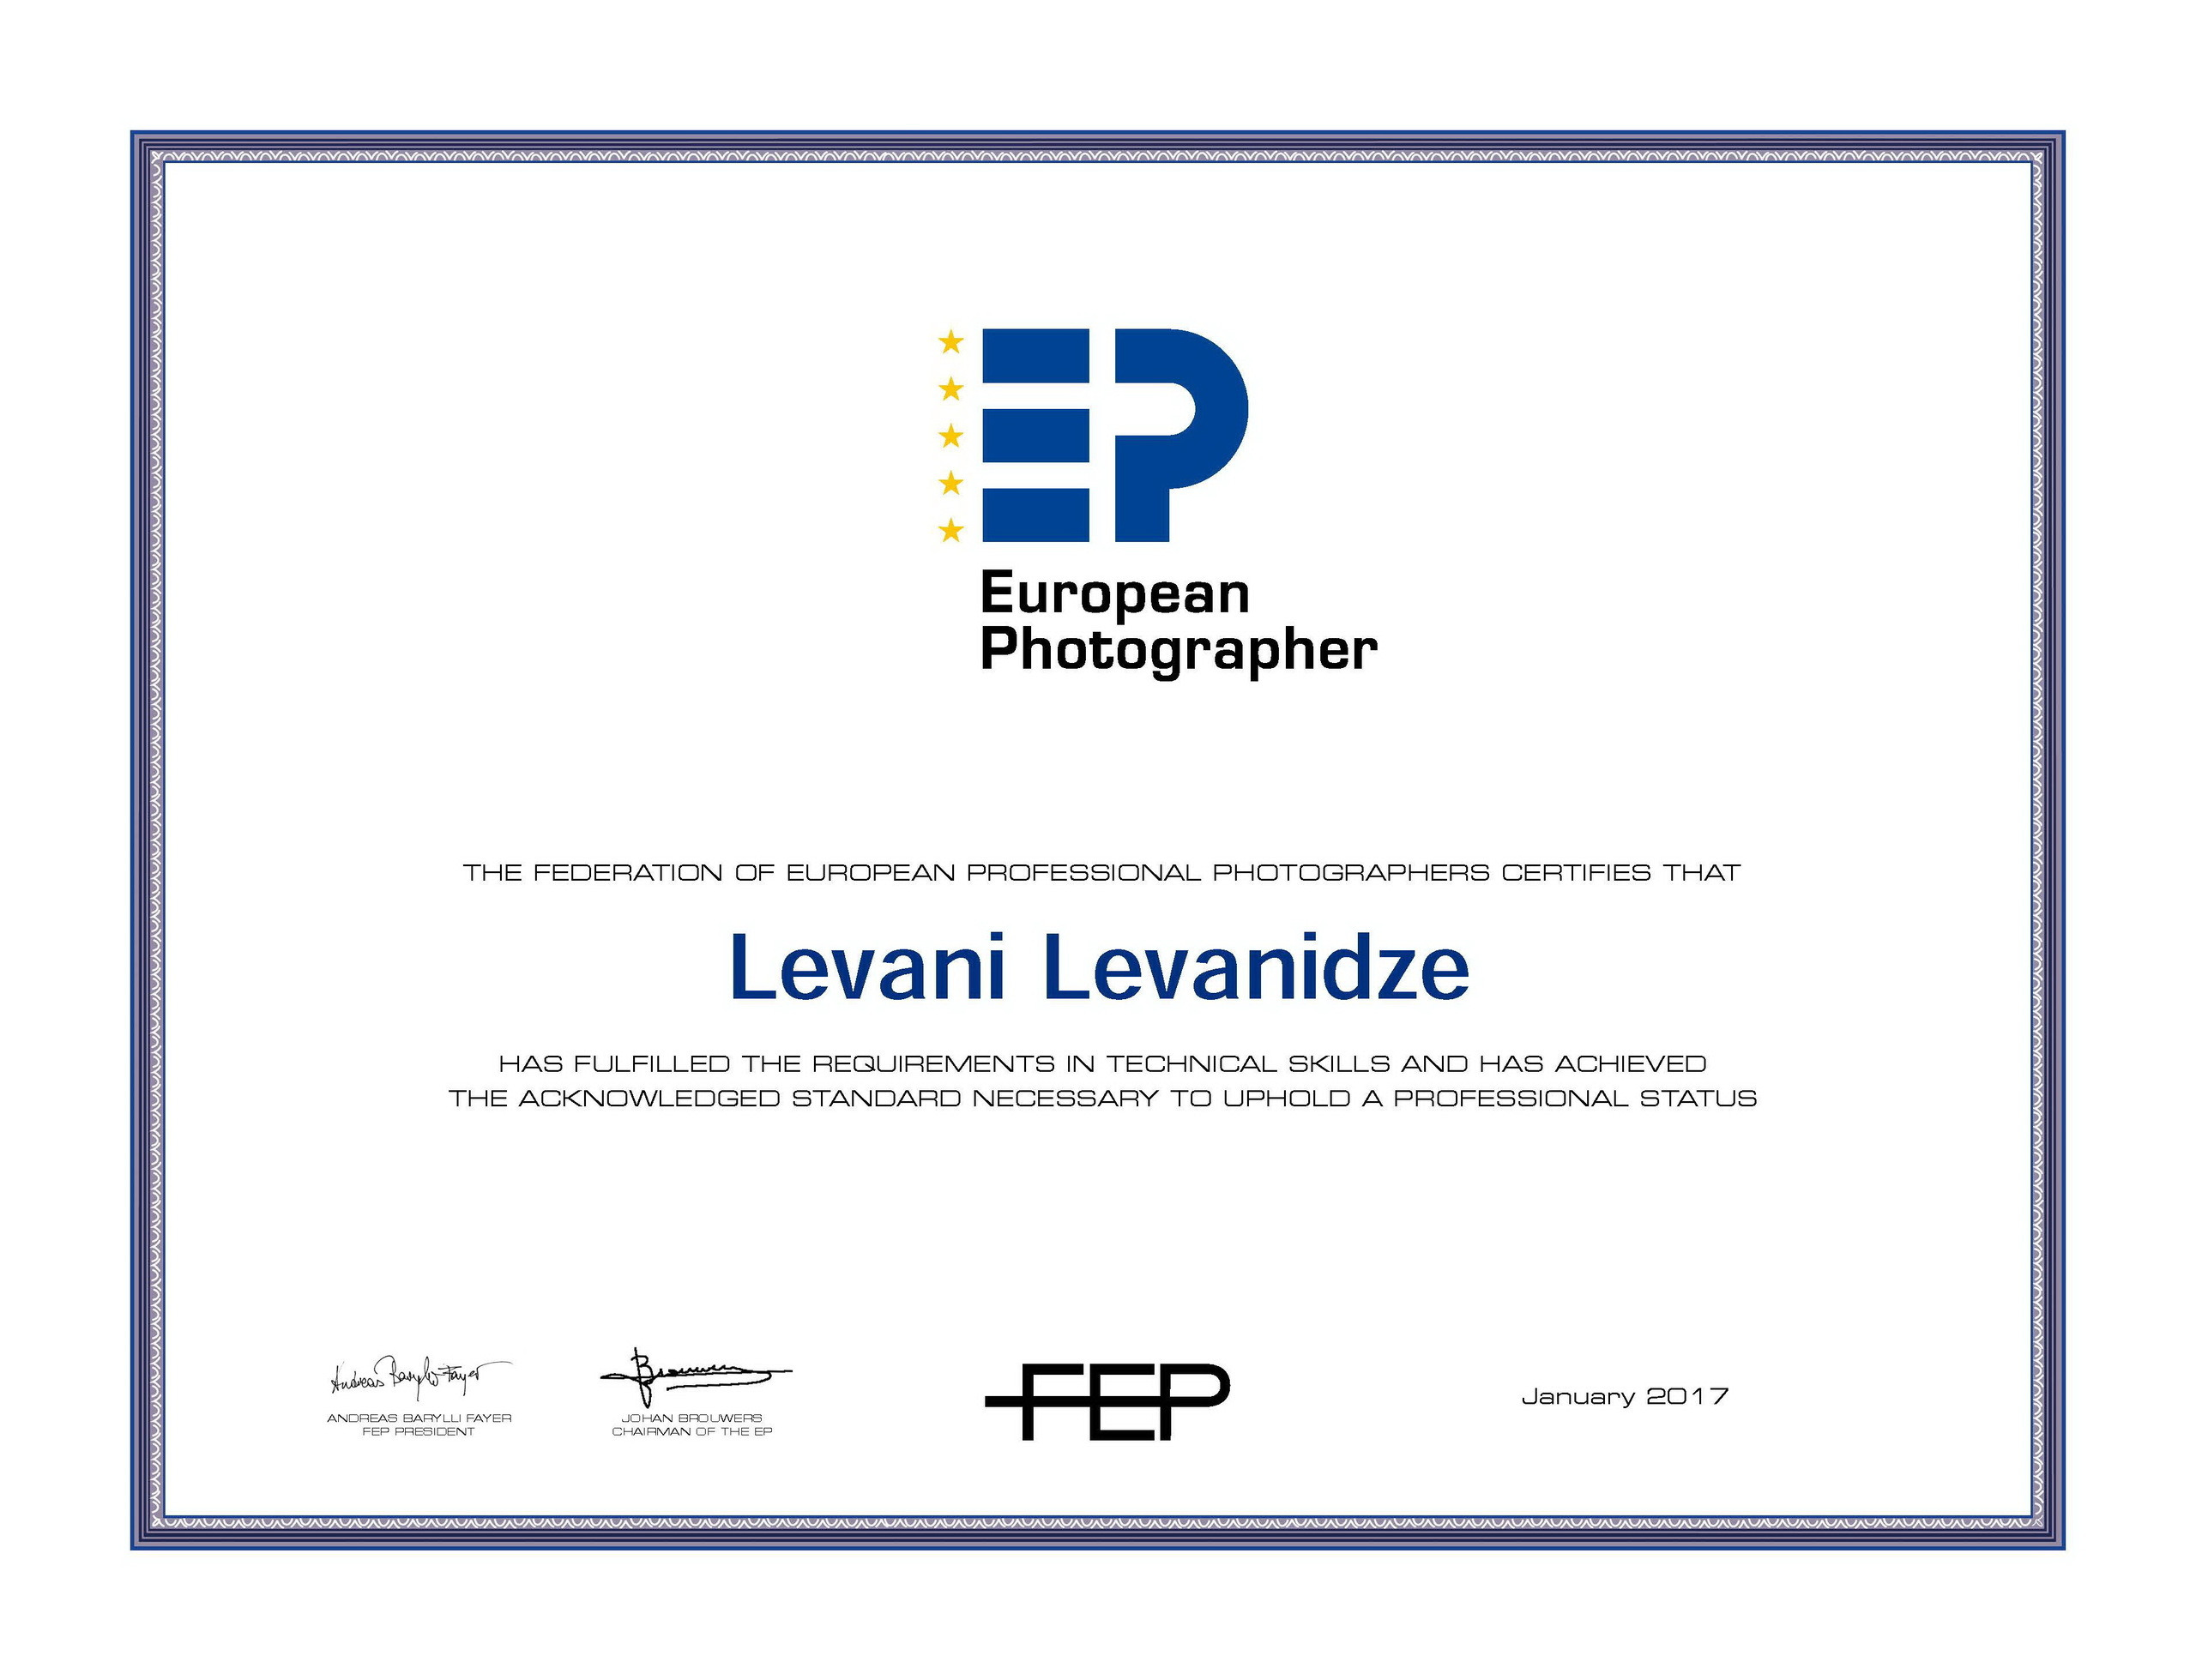 EP
European
Photographer
THE FEDERATION OF EUROPEAN PROFESSIONAL PHOTOGRAPHERS CERTIFIES THAT
Levani Levanidze
HAS FULFILLED THE REQUIREMENTS IN TECHNICAL SKILLS AND HAS ACHIEVED
THE ACKNOWLEDGED STANDARD NECESSARY TO UPHOLD A PROFESSIONAL STATUS
Andreas Barylli Fayer
Brouwers
ANDREAS BARYLLI FAYER
FEP PRESIDENT
JOHAN BROUWERS
CHAIRMAN OF THE EP
FEP
January 2017